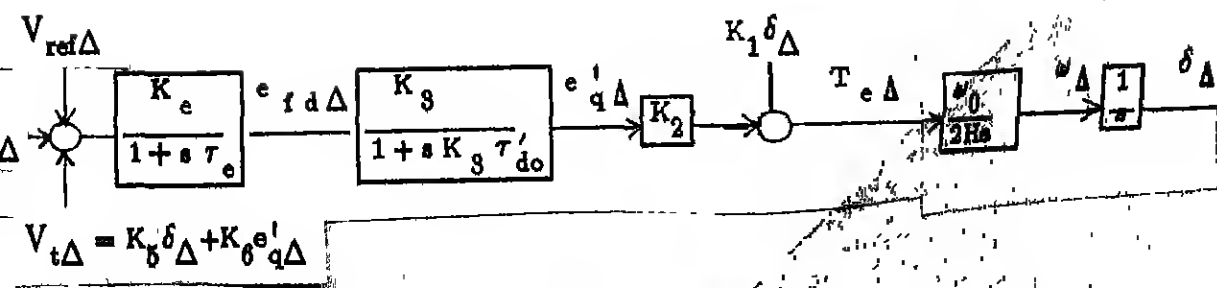 V_refΔ
K_1 δ_Δ
K_e / 1 + s τ_e
e_fdΔ
K_3 / 1 + s K_3 τ'_do
e'_qΔ
K_2
T_eΔ
ω_0 / 2Hs
ω_Δ
1 / s
δ_Δ
Δ
V_tΔ = K_5 δ_Δ + K_6 e'_qΔ